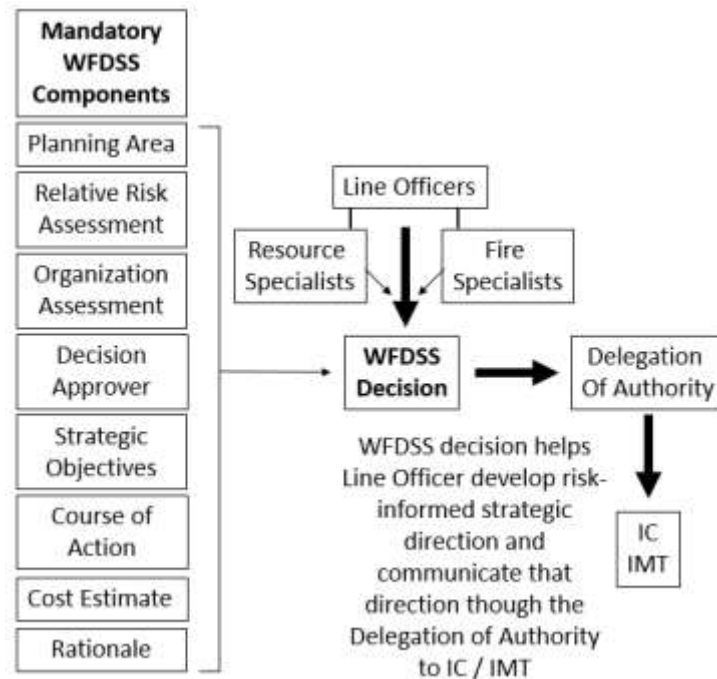 Mandatory
WFDSS
Components
Planning Area
Relative Risk
Assessment
Organization
Assessment
Decision
Approver
Strategic
Objectives
Course of
Action
Cost Estimate
Rationale
Line Officers
Resource
Specialists
Fire
Specialists
WFDSS
Decision
Delegation
Of Authority
WFDSS decision helps
Line Officer develop risk-
informed strategic
direction and
communicate that
direction though the
Delegation of Authority
to IC / IMT
IC
IMT